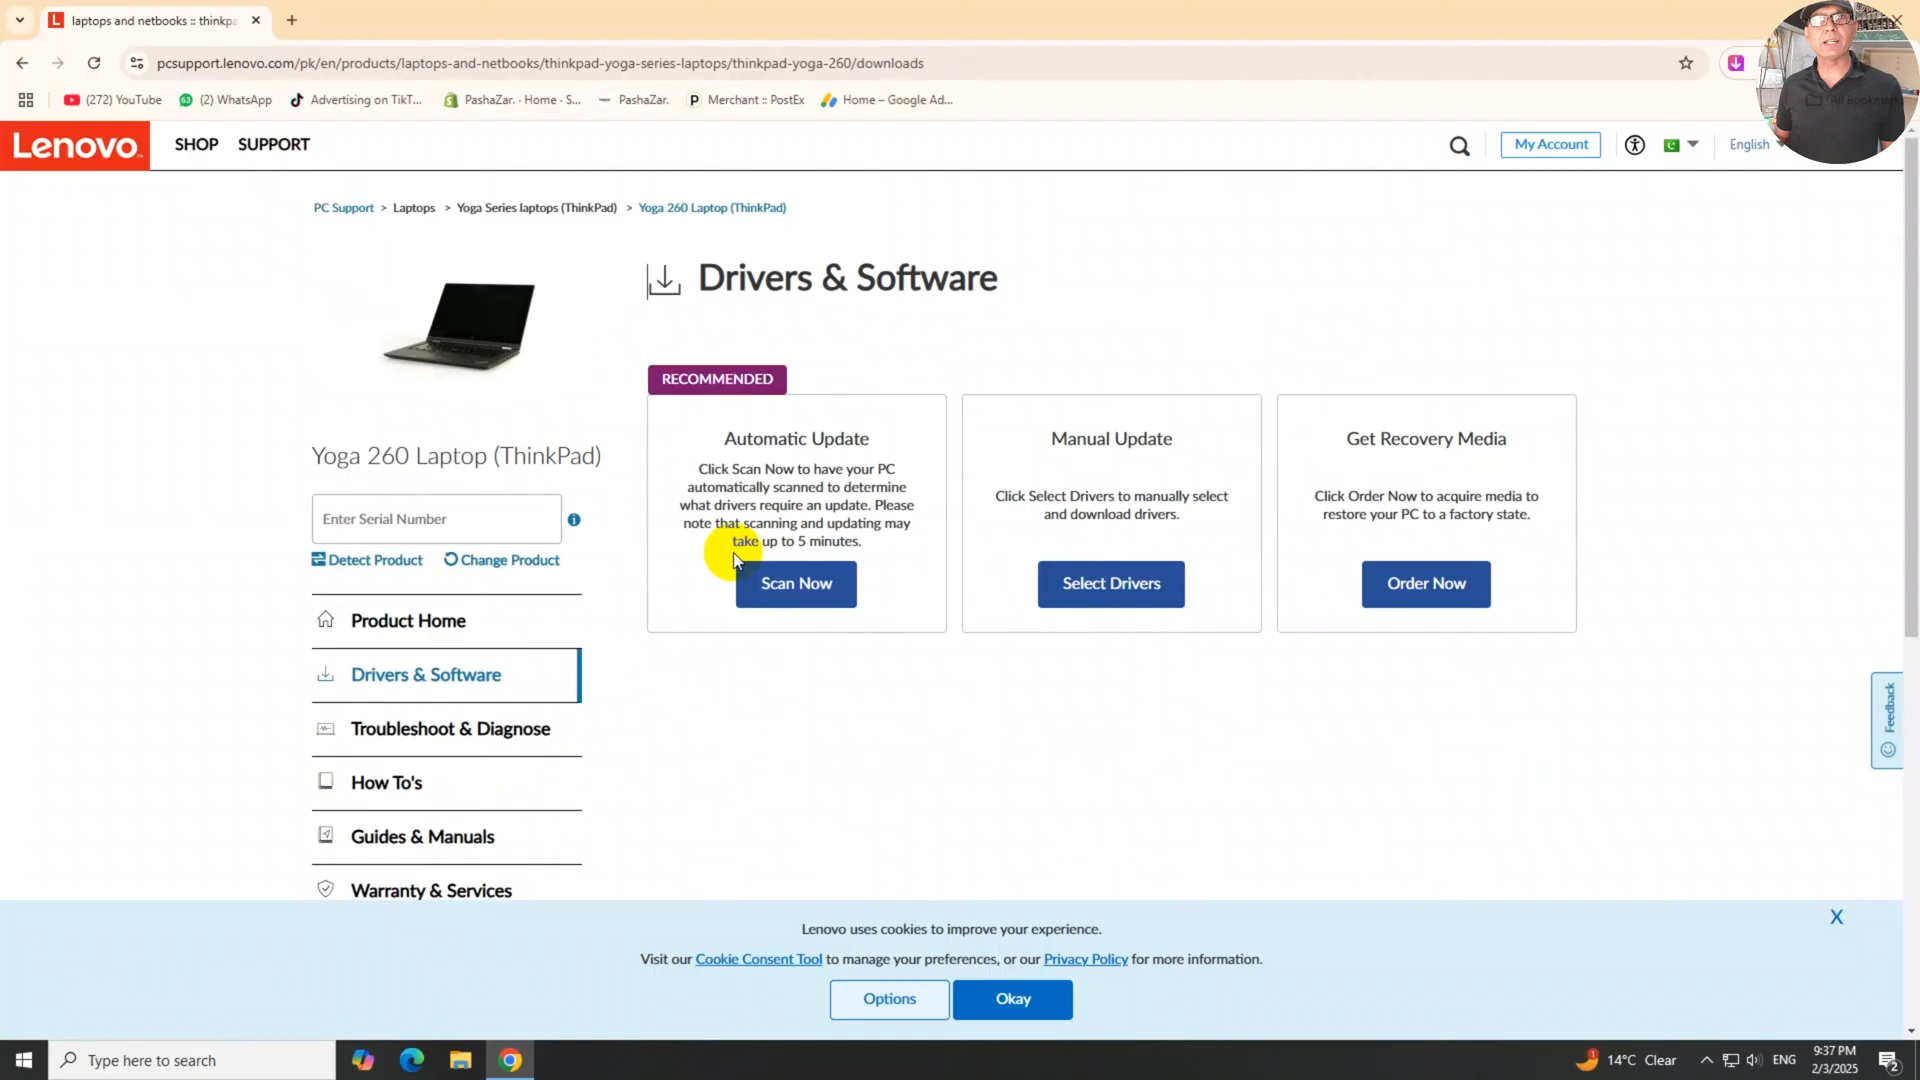 laptops and netbooks :: thinkpa
pcsupport.lenovo.com/pk/en/products/laptops-and-netbooks/thinkpad-yoga-series-laptops/thinkpad-yoga-260/downloads
(272) YouTube
(2) WhatsApp
Advertising on TikT...
PashaZar. · Home · S...
PashaZar.
Merchant :: PostEx
Home – Google Ad...
All Bookmarks
Lenovo
SHOP
SUPPORT
My Account
English
PC Support > Laptops > Yoga Series laptops (ThinkPad) > Yoga 260 Laptop (ThinkPad)
Drivers & Software
Yoga 260 Laptop (ThinkPad)
Enter Serial Number
Detect Product
Change Product
Product Home
Drivers & Software
Troubleshoot & Diagnose
How To's
Guides & Manuals
Warranty & Services
RECOMMENDED
Automatic Update
Click Scan Now to have your PC
automatically scanned to determine
what drivers require an update. Please
note that scanning and updating may
take up to 5 minutes.
Scan Now
Manual Update
Click Select Drivers to manually select
and download drivers.
Select Drivers
Get Recovery Media
Click Order Now to acquire media to
restore your PC to a factory state.
Order Now
Feedback
Lenovo uses cookies to improve your experience.
X
Visit our Cookie Consent Tool to manage your preferences, or our Privacy Policy for more information.
Options
Okay
Type here to search
14°C Clear
ENG
9:37 PM
2/3/2025
2